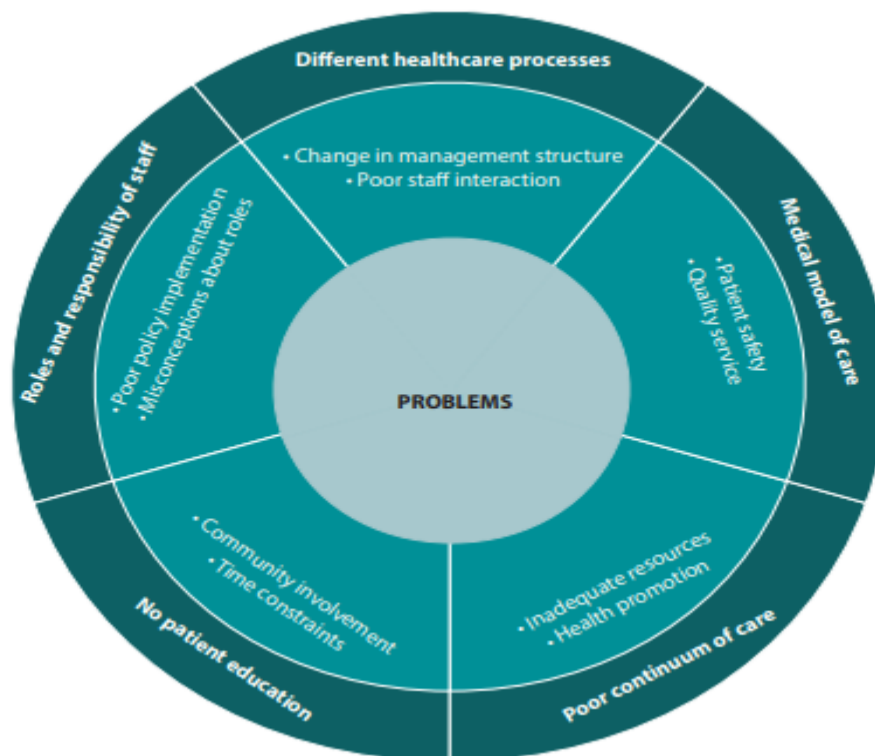 Different healthcare processes
• Change in management structure
• Poor staff interaction
Medical model of care
• Patient safety
• Quality service
Poor continuum of care
• Inadequate resources
• Health promotion
No patient education
• Community involvement
• Time constraints
Roles and responsibility of staff
• Poor policy implementation
• Misconceptions about roles
PROBLEMS